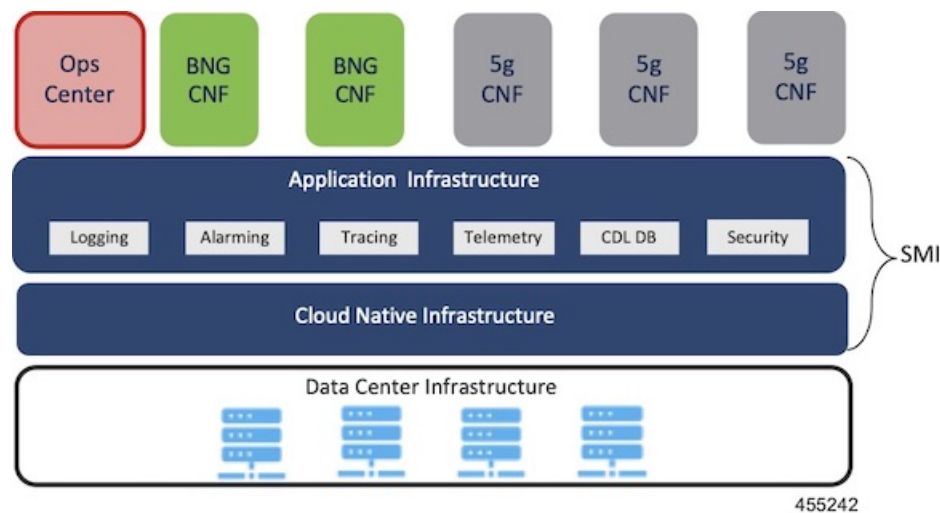 Ops
Center
BNG
CNF
BNG
CNF
5g
CNF
5g
CNF
5g
CNF
Application Infrastructure
Logging
Alarming
Tracing
Telemetry
CDL DB
Security
SMI
Cloud Native Infrastructure
Data Center Infrastructure
455242